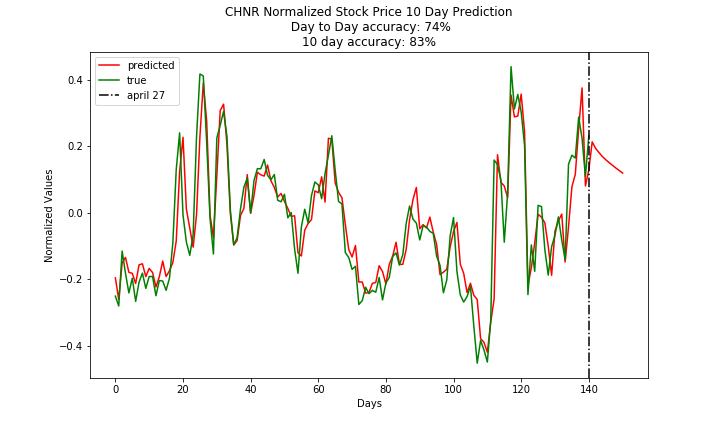 CHNR Normalized Stock Price 10 Day Prediction
Day to Day accuracy: 74%
10 day accuracy: 83%
predicted
true
april 27
Normalized Values
0.4
0.2
0.0
−0.2
−0.4
0 20 40 60 80 100 120 140
Days